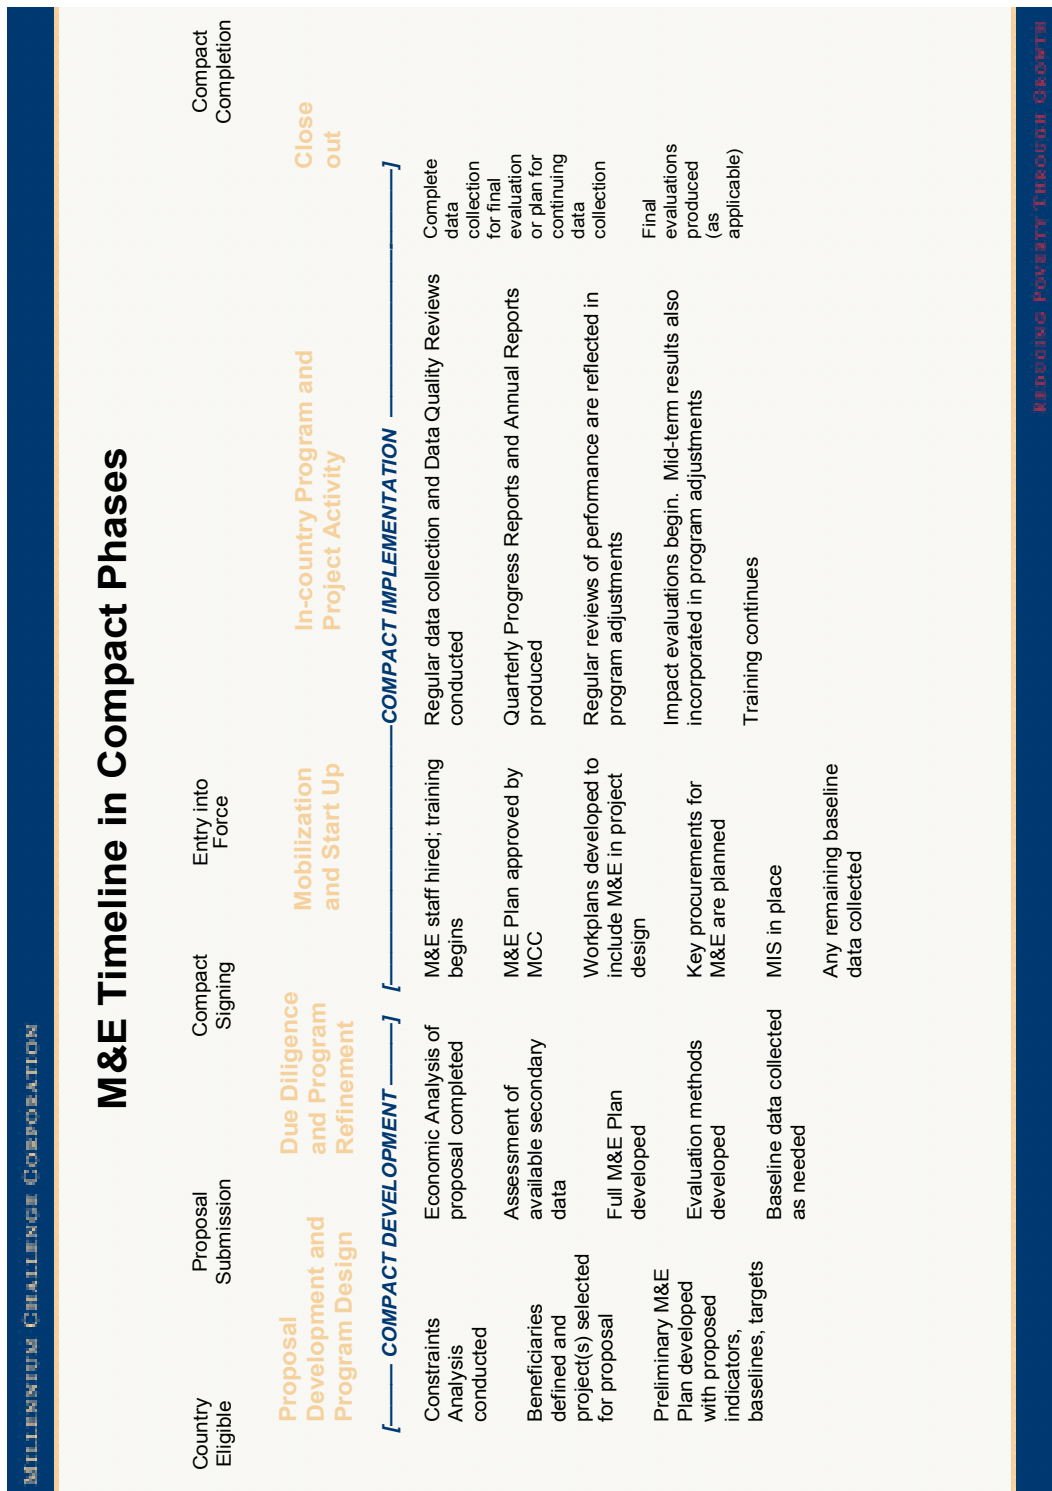 MILLENNIUM CHALLENGE CORPORATION
M&E Timeline in Compact Phases
Country
Eligible
Proposal
Submission
Compact
Signing
Entry into
Force
Compact
Completion
Proposal
Development and
Program Design
Due Diligence
and Program
Refinement
Mobilization
and Start Up
In-country Program and
Project Activity
Close
out
[—— COMPACT DEVELOPMENT ——]
[——————COMPACT IMPLEMENTATION ——————]
Constraints
Analysis
conducted
Beneficiaries
defined and
project(s) selected
for proposal
Preliminary M&E
Plan developed
with proposed
indicators,
baselines, targets
Economic Analysis of
proposal completed
Assessment of
available secondary
data
Full M&E Plan
developed
Evaluation methods
developed
Baseline data collected
as needed
M&E staff hired; training
begins
M&E Plan approved by
MCC
Workplans developed to
include M&E in project
design
Key procurements for
M&E are planned
MIS in place
Any remaining baseline
data collected
Regular data collection and Data Quality Reviews
conducted
Quarterly Progress Reports and Annual Reports
produced
Regular reviews of performance are reflected in
program adjustments
Impact evaluations begin.  Mid-term results also
incorporated in program adjustments
Training continues
Complete
data
collection
for final
evaluation
or plan for
continuing
data
collection
Final
evaluations
produced
(as
applicable)
REDUCING POVERTY THROUGH GROWTH